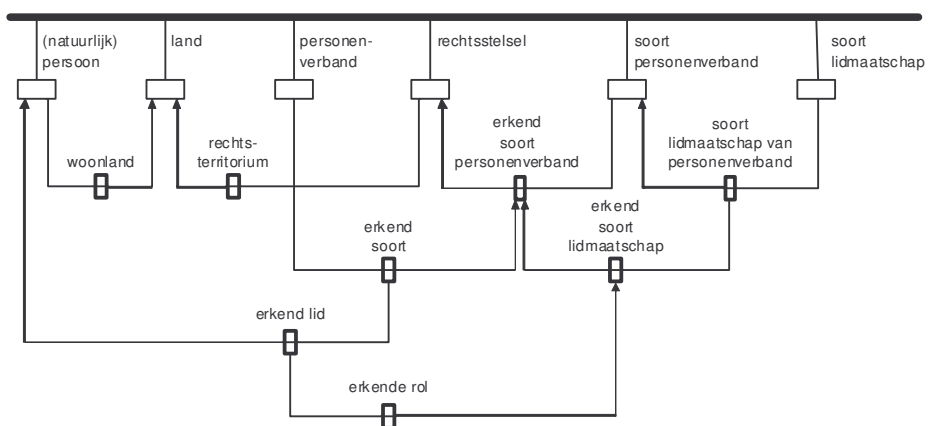 (natuurlijk)
persoon
land
personen-
verband
rechtsstelsel
soort
personenverband
soort
lidmaatschap
woonland
rechts-
territorium
erkend
soort
personenverband
soort
lidmaatschap van
personenverband
erkend
soort
erkend
soort
lidmaatschap
erkend lid
erkende rol